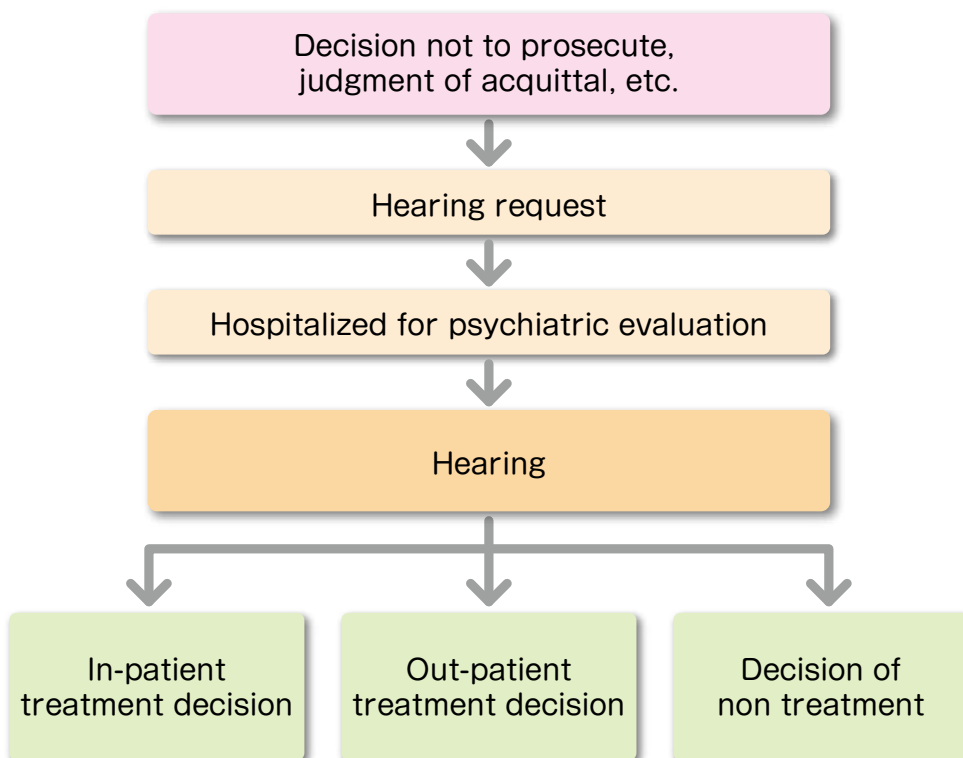 Decision not to prosecute,
judgment of acquittal, etc.
Hearing request
Hospitalized for psychiatric evaluation
Hearing
In-patient
treatment decision
Out-patient
treatment decision
Decision of
non treatment